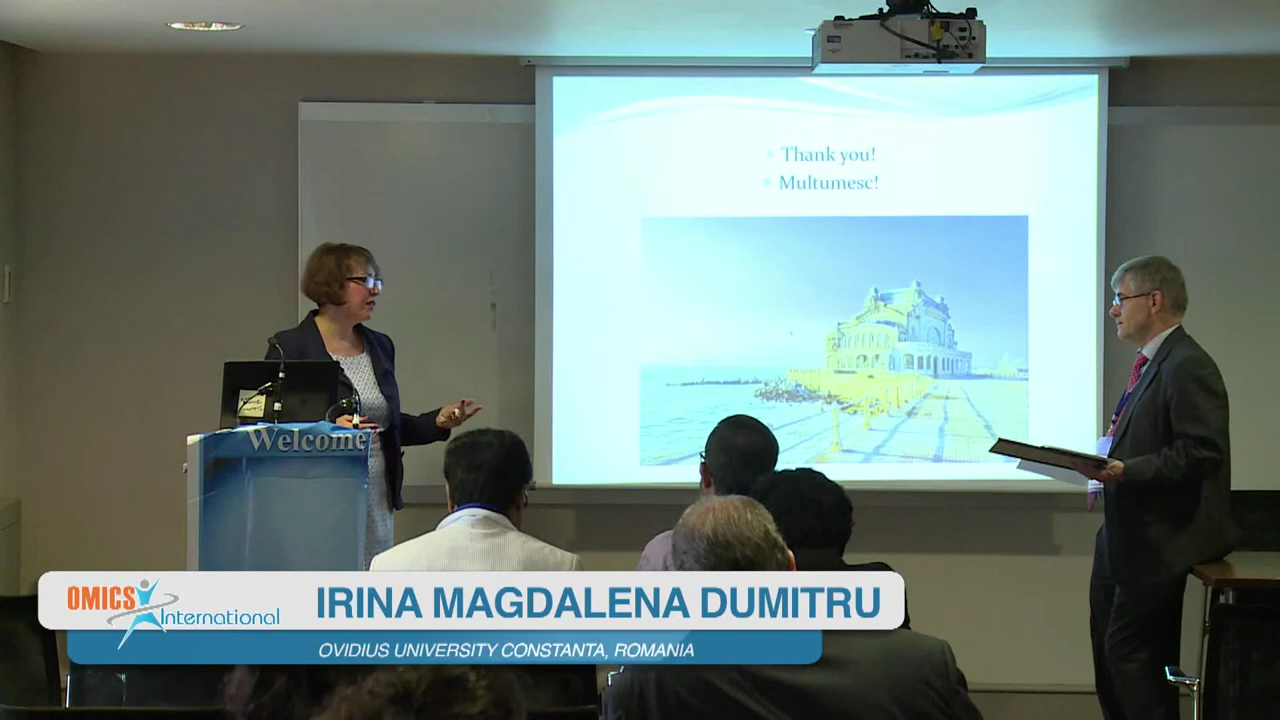 Thank you!
Multumesc!
Welcome
OMICS
International
IRINA MAGDALENA DUMITRU
OVIDIUS UNIVERSITY CONSTANTA, ROMANIA